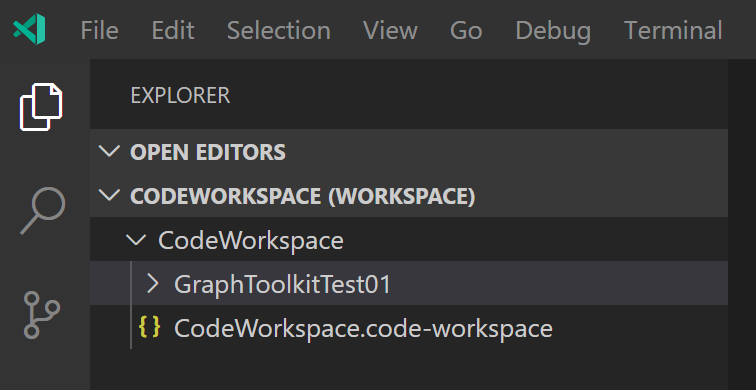 File Edit Selection View Go Debug Terminal
EXPLORER
OPEN EDITORS
CODEWORKSPACE (WORKSPACE)
CodeWorkspace
GraphToolkitTest01
{} CodeWorkspace.code-workspace